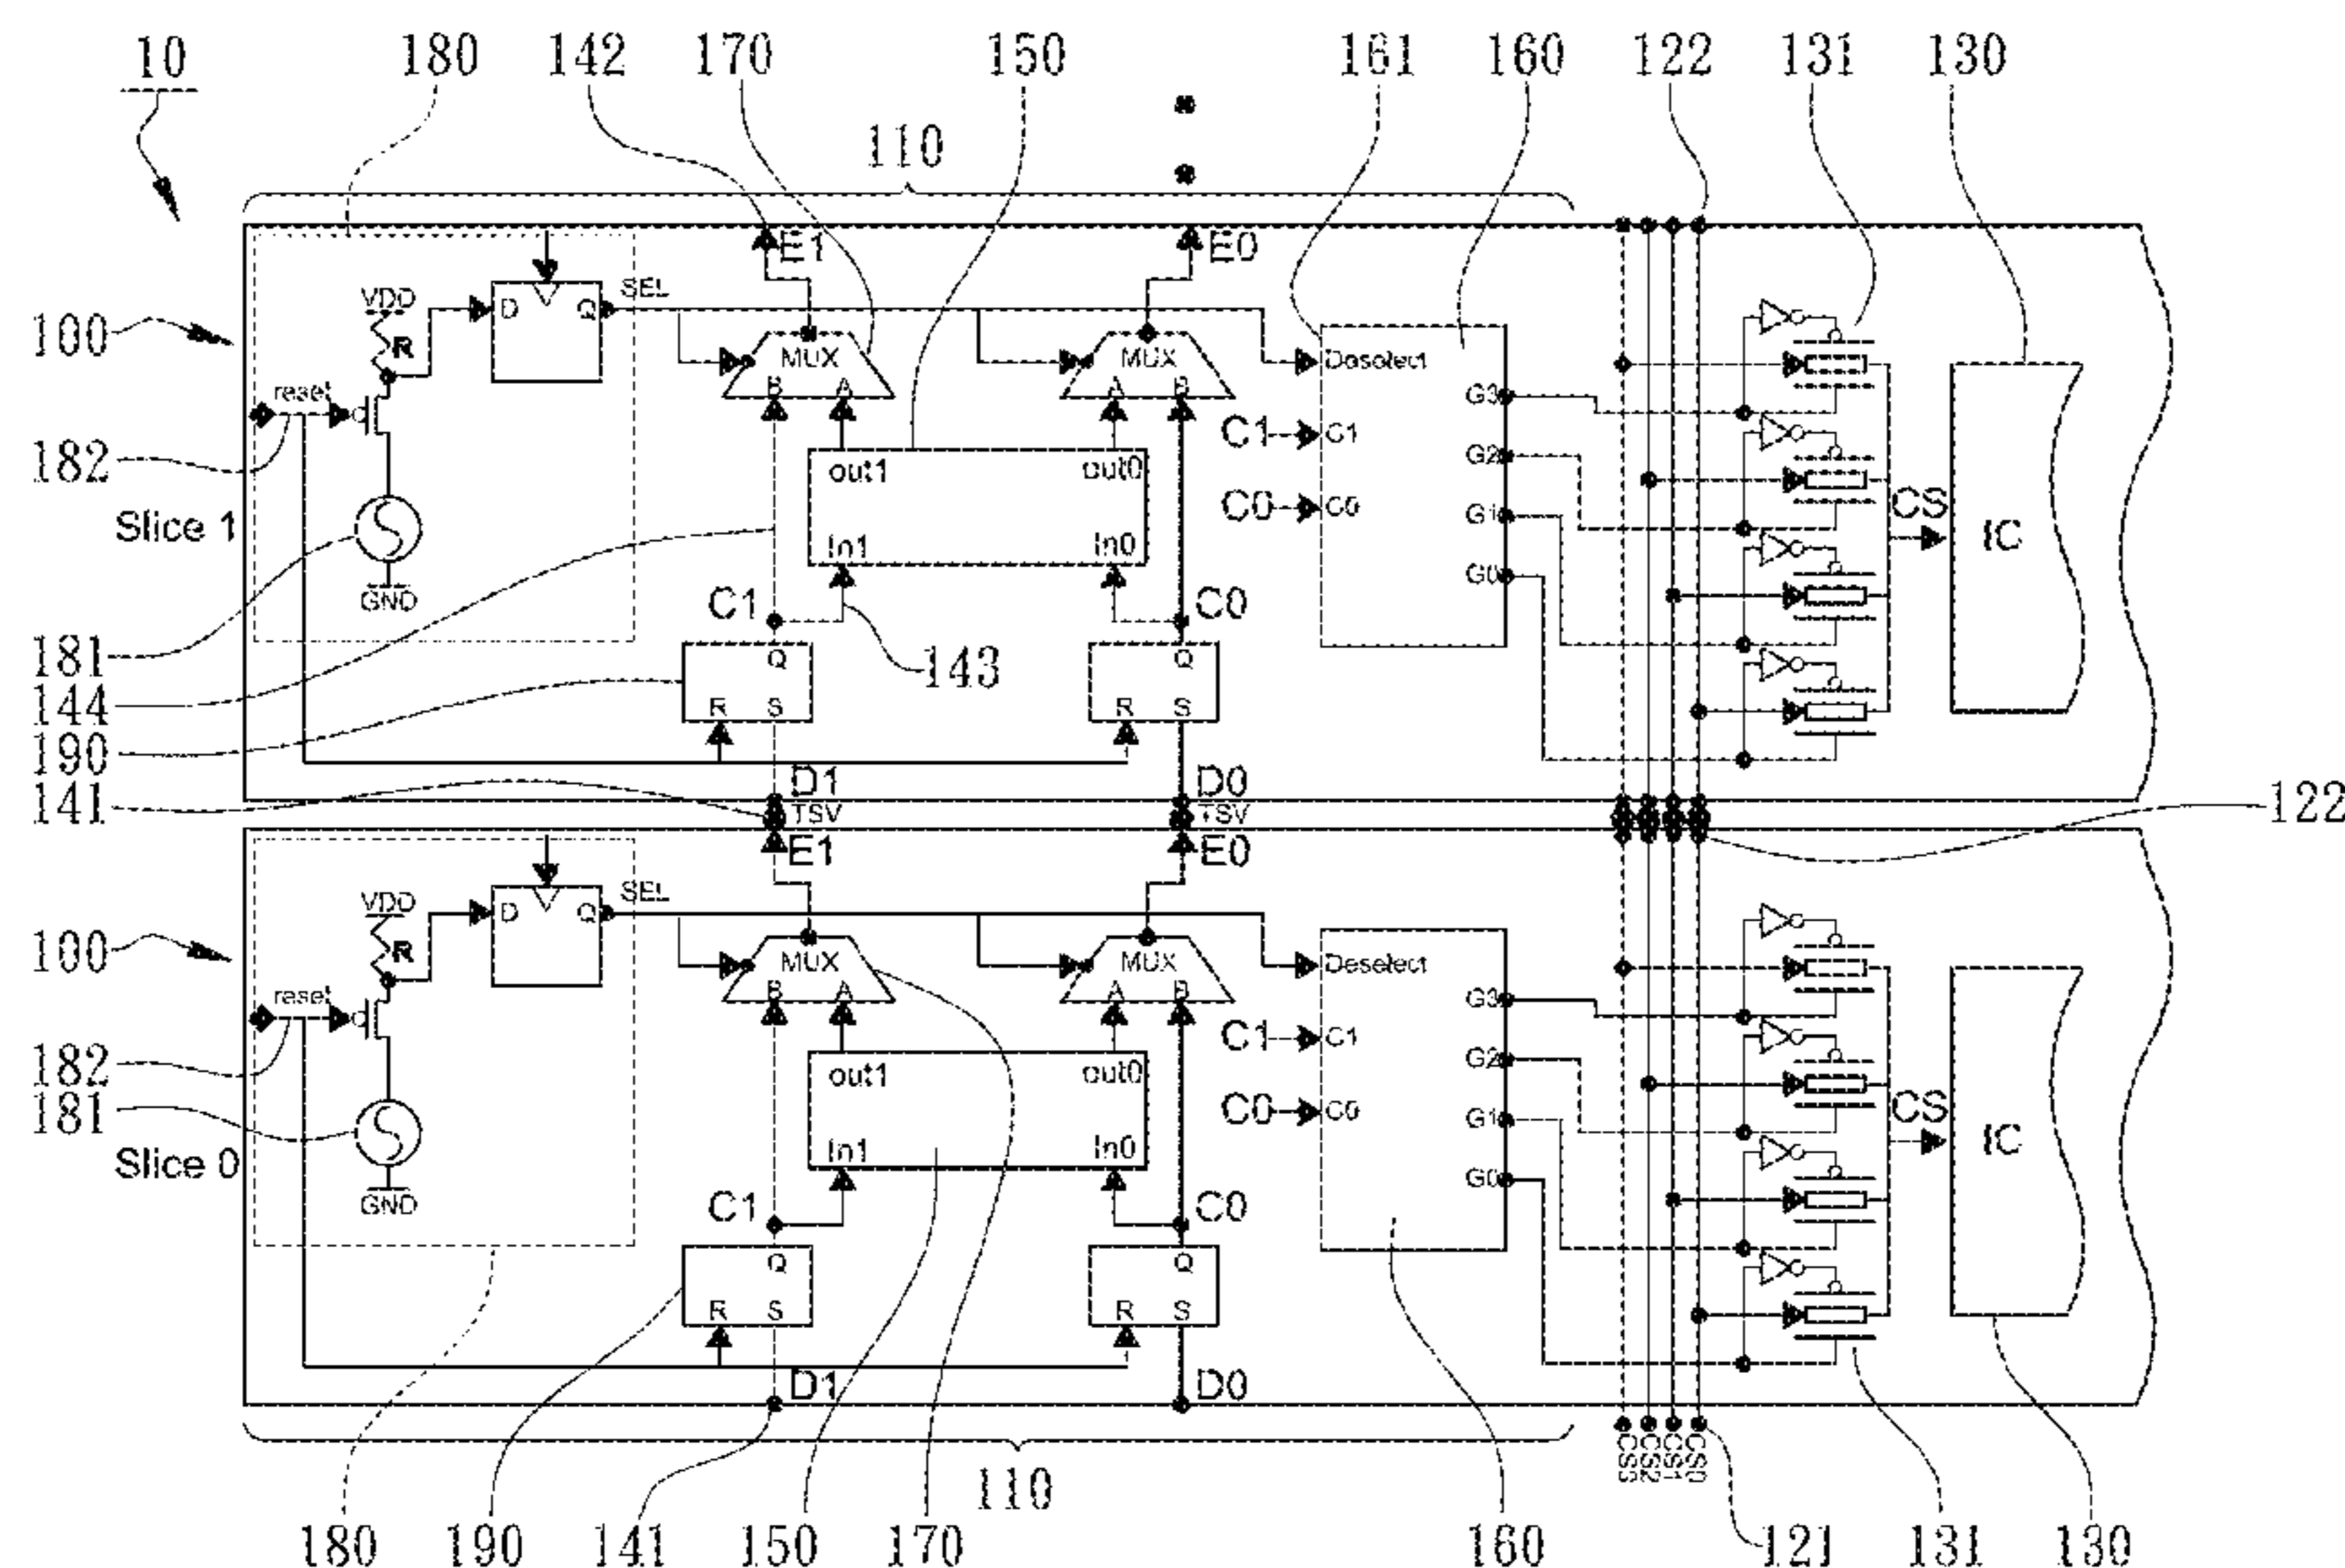 10
180
142
170
150
161
160
122
131
130
110
E1
E0
VDD
R
D
Q
SEL
100
reset
MUX
B
A
MUX
A
B
Deselect
G3
C1
C1
G2
182
out1
out0
C0
C0
G1
CS
IC
Slice 1
In1
In0
G0
GND
C1
C0
181
143
144
Q
R
S
Q
R
S
190
141
D1
TSV
D0
TSV
122
E1
E0
VDD
R
D
Q
SEL
100
reset
MUX
B
A
MUX
A
B
Deselect
G3
C1
C1
G2
182
out1
out0
C0
C0
G1
CS
IC
181
Slice 0
In1
In0
G0
GND
C1
C0
Q
R
S
Q
R
S
D1
D0
CS3
CS2
CS1
CS0
110
180
190
141
150
170
160
121
131
130